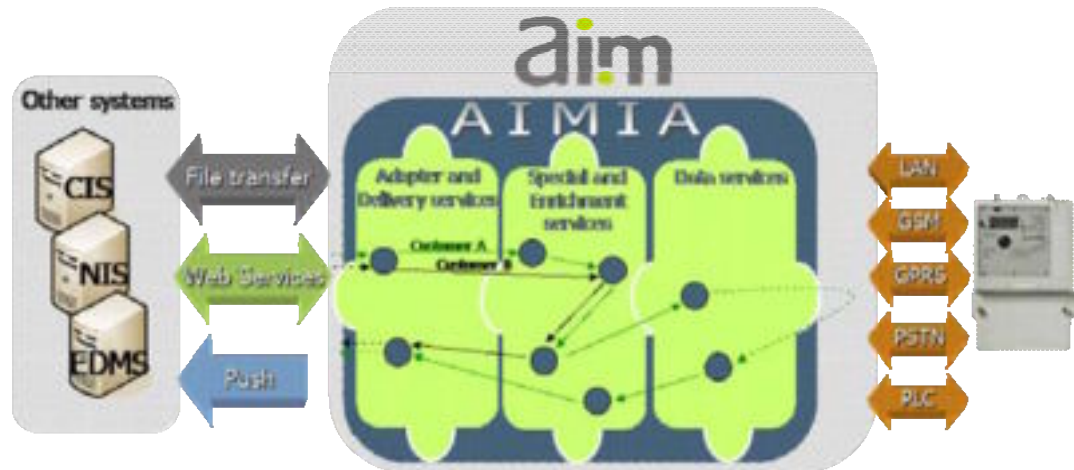 aim
AIMIA
Other systems
CIS
NIS
EDMS
File transfer
Web Services
Push
Adapter and
Delivery services
Special and
Enrichment
services
Data services
Customer A
Customer B
LAN
GSM
GPRS
PSTN
PLC